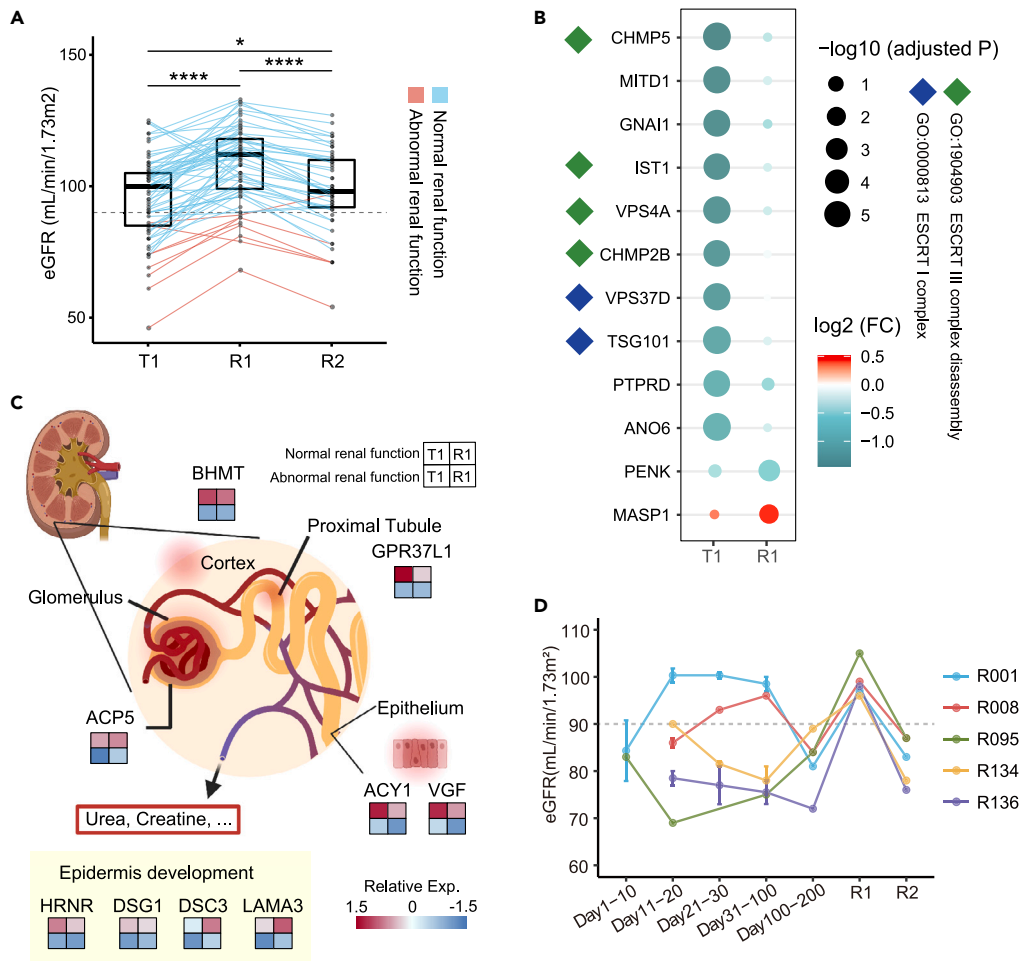 A
150
100
50
eGFR (mL/min/1.73m2)
*
****
****
T1
R1
R2
Normal renal function
Abnormal renal function
B
CHMP5
MITD1
GNAI1
IST1
VPS4A
CHMP2B
VPS37D
TSG101
PTPRD
ANO6
PENK
MASP1
T1
R1
−log10 (adjusted P)
1
2
3
4
5
log2 (FC)
0.5
0.0
−0.5
−1.0
GO:1904903 ESCRT III complex disassembly
GO:0000813 ESCRT I complex
C
Normal renal function T1 R1
Abnormal renal function T1 R1
BHMT
Proximal Tubule
GPR37L1
Cortex
Glomerulus
ACP5
Epithelium
ACY1 VGF
Urea, Creatine, ...
Epidermis development
HRNR DSG1 DSC3 LAMA3
Relative Exp.
1.5 0 -1.5
D
110
100
90
80
70
60
eGFR(mL/min/1.73m²)
Day1−10
Day11−20
Day21−30
Day31−100
Day100−200
R1
R2
R001
R008
R095
R134
R136